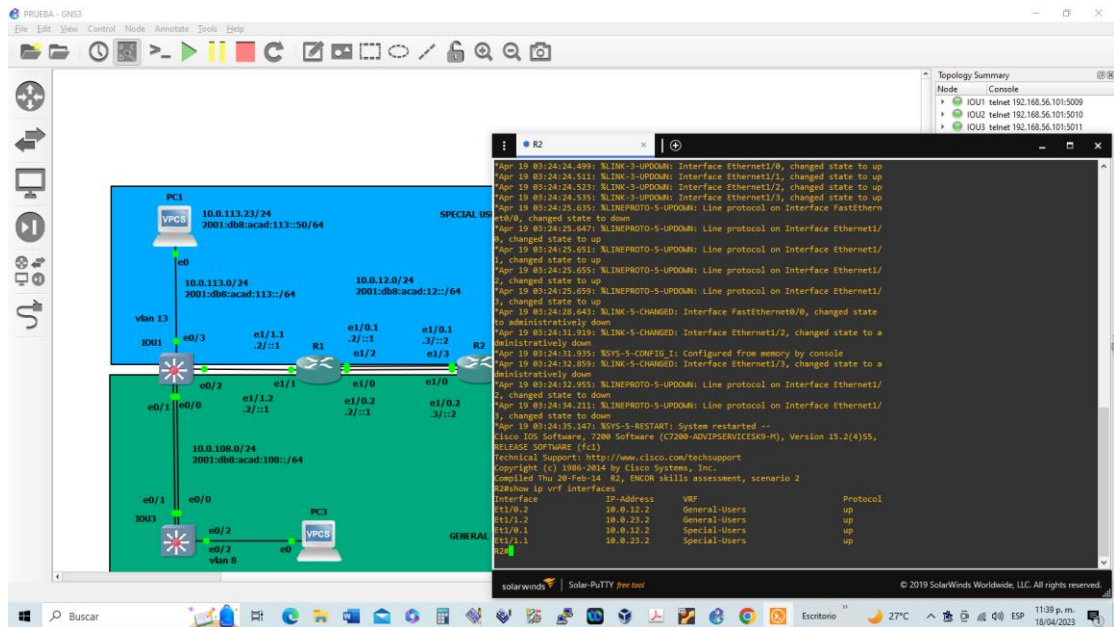 PRUEBA - GNS3
File Edit View Control Node Annotate Tools Help
Topology Summary
Node Console
IOU1 telnet 192.168.56.101:5009
IOU2 telnet 192.168.56.101:5010
IOU3 telnet 192.168.56.101:5011
PC1
VPCS
10.0.113.23/24
2001:db8:acad:113::50/64
SPECIAL US
e0
10.0.113.0/24
2001:db8:acad:113::/64
10.0.12.0/24
2001:db8:acad:12::/64
vlan 13
IOU1
e0/3
e1/1.1
.2/::1
R1
e1/0.1
.2/::1
e1/2
e1/0.1
.3/::2
e1/3
R2
e0/2
e1/1
e1/0
e1/0
e0/1
e0/0
e1/1.2
.2/::1
e1/0.2
.2/::1
e1/0.2
.3/::2
10.0.108.0/24
2001:db8:acad:108::/64
e0/1
e0/0
IOU3
e0/2
e0/2
vlan 8
PC3
VPCS
e0
GENERAL
R2
*Apr 19 03:24:24.499: %LINK-3-UPDOWN: Interface Ethernet1/0, changed state to up
*Apr 19 03:24:24.511: %LINK-3-UPDOWN: Interface Ethernet1/1, changed state to up
*Apr 19 03:24:24.523: %LINK-3-UPDOWN: Interface Ethernet1/2, changed state to up
*Apr 19 03:24:24.535: %LINK-3-UPDOWN: Interface Ethernet1/3, changed state to up
*Apr 19 03:24:25.635: %LINEPROTO-5-UPDOWN: Line protocol on Interface FastEthern
et0/0, changed state to down
*Apr 19 03:24:25.647: %LINEPROTO-5-UPDOWN: Line protocol on Interface Ethernet1/
0, changed state to up
*Apr 19 03:24:25.651: %LINEPROTO-5-UPDOWN: Line protocol on Interface Ethernet1/
1, changed state to up
*Apr 19 03:24:25.655: %LINEPROTO-5-UPDOWN: Line protocol on Interface Ethernet1/
2, changed state to up
*Apr 19 03:24:25.659: %LINEPROTO-5-UPDOWN: Line protocol on Interface Ethernet1/
3, changed state to up
*Apr 19 03:24:28.643: %LINK-5-CHANGED: Interface FastEthernet0/0, changed state
to administratively down
*Apr 19 03:24:31.919: %LINK-5-CHANGED: Interface Ethernet1/2, changed state to a
dministratively down
*Apr 19 03:24:31.935: %SYS-5-CONFIG_I: Configured from memory by console
*Apr 19 03:24:32.859: %LINK-5-CHANGED: Interface Ethernet1/3, changed state to a
dministratively down
*Apr 19 03:24:32.955: %LINEPROTO-5-UPDOWN: Line protocol on Interface Ethernet1/
2, changed state to down
*Apr 19 03:24:34.211: %LINEPROTO-5-UPDOWN: Line protocol on Interface Ethernet1/
3, changed state to down
*Apr 19 03:24:35.147: %SYS-5-RESTART: System restarted --
Cisco IOS Software, 7200 Software (C7200-ADVIPSERVICESK9-M), Version 15.2(4)S5,
RELEASE SOFTWARE (fc1)
Technical Support: http://www.cisco.com/techsupport
Copyright (c) 1986-2014 by Cisco Systems, Inc.
Compiled Thu 20-Feb-14 R2, ENCOR skills assessment, scenario 2
R2#show ip vrf interfaces
Interface IP-Address VRF Protocol
Et1/0.2 10.0.12.2 General-Users up
Et1/1.2 10.0.23.2 General-Users up
Et1/0.1 10.0.12.2 Special-Users up
Et1/1.1 10.0.23.2 Special-Users up
R2#
solarwinds Solar-PuTTY free tool © 2019 SolarWinds Worldwide, LLC. All rights reserved.
Buscar
Escritorio
27°C
ESP
11:39 p. m.
18/04/2023